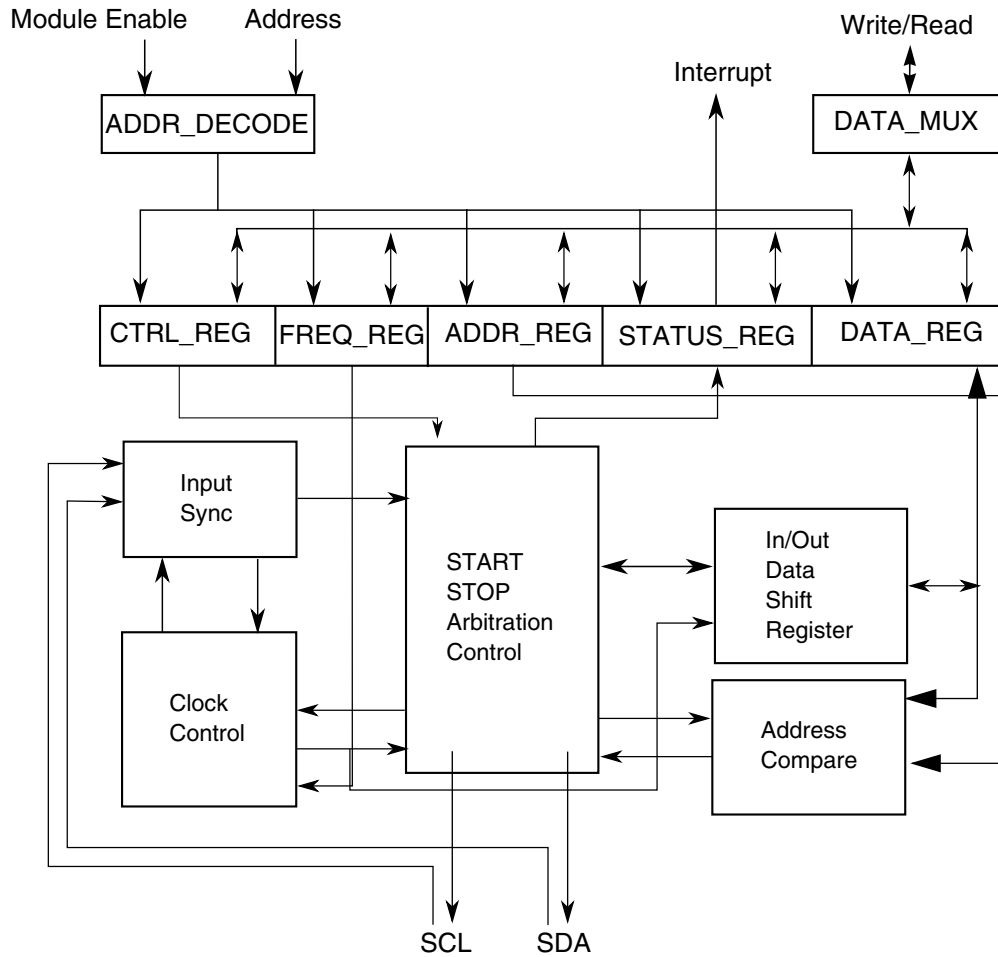 Module Enable
Address
Write/Read
Interrupt
ADDR_DECODE
DATA_MUX
CTRL_REG
FREQ_REG
ADDR_REG
STATUS_REG
DATA_REG
Input
Sync
START
STOP
Arbitration
Control
In/Out
Data
Shift
Register
Clock
Control
Address
Compare
SCL
SDA